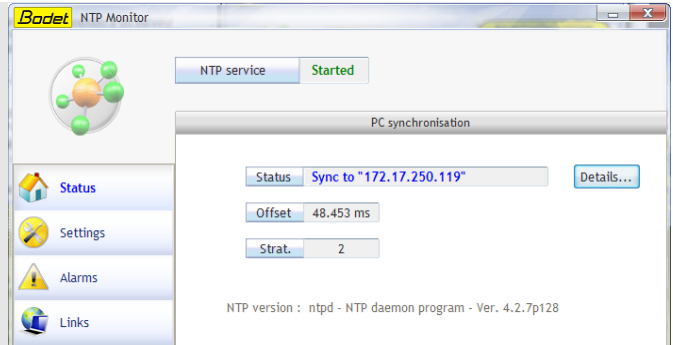 Bodet NTP Monitor
NTP service Started
PC synchronisation
Status Sync to "172.17.250.119" Details...
Status
Offset 48.453 ms
Settings
Strat. 2
Alarms
NTP version : ntpd - NTP daemon program - Ver. 4.2.7p128
Links